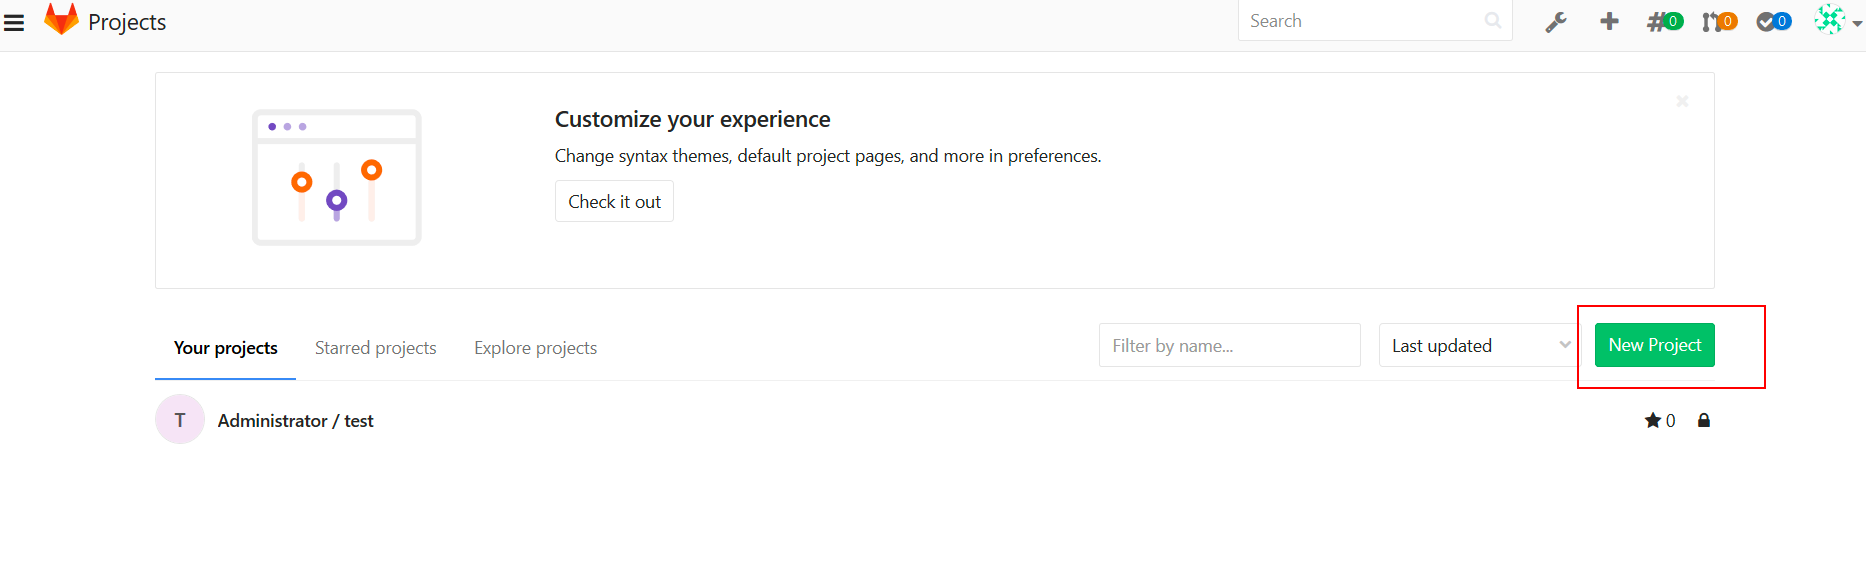 Projects
Search
0
0
0
Customize your experience
Change syntax themes, default project pages, and more in preferences.
Check it out
Your projects
Starred projects
Explore projects
Filter by name...
Last updated
New Project
T
Administrator / test
0